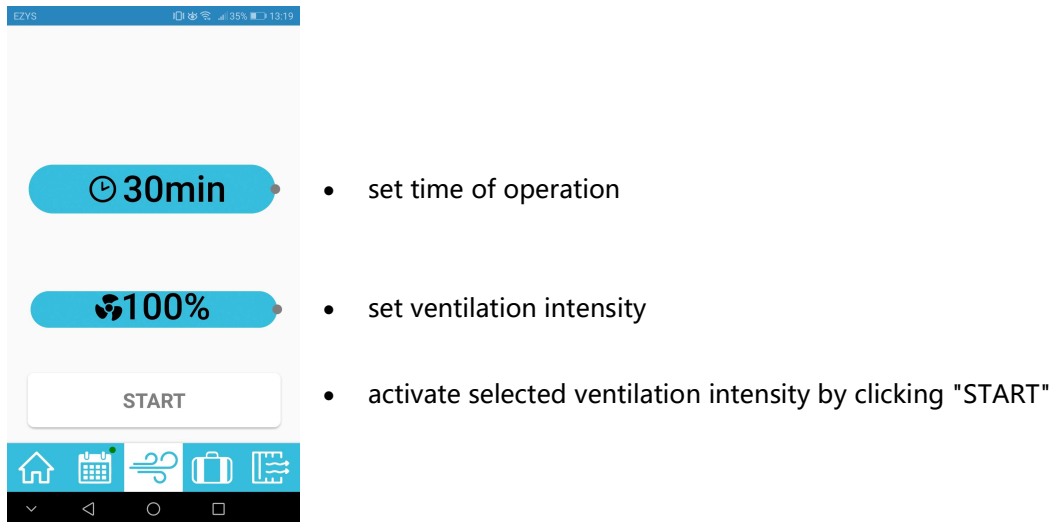 EZYS 35% 13:19
30min
• set time of operation
100%
• set ventilation intensity
START
• activate selected ventilation intensity by clicking "START"